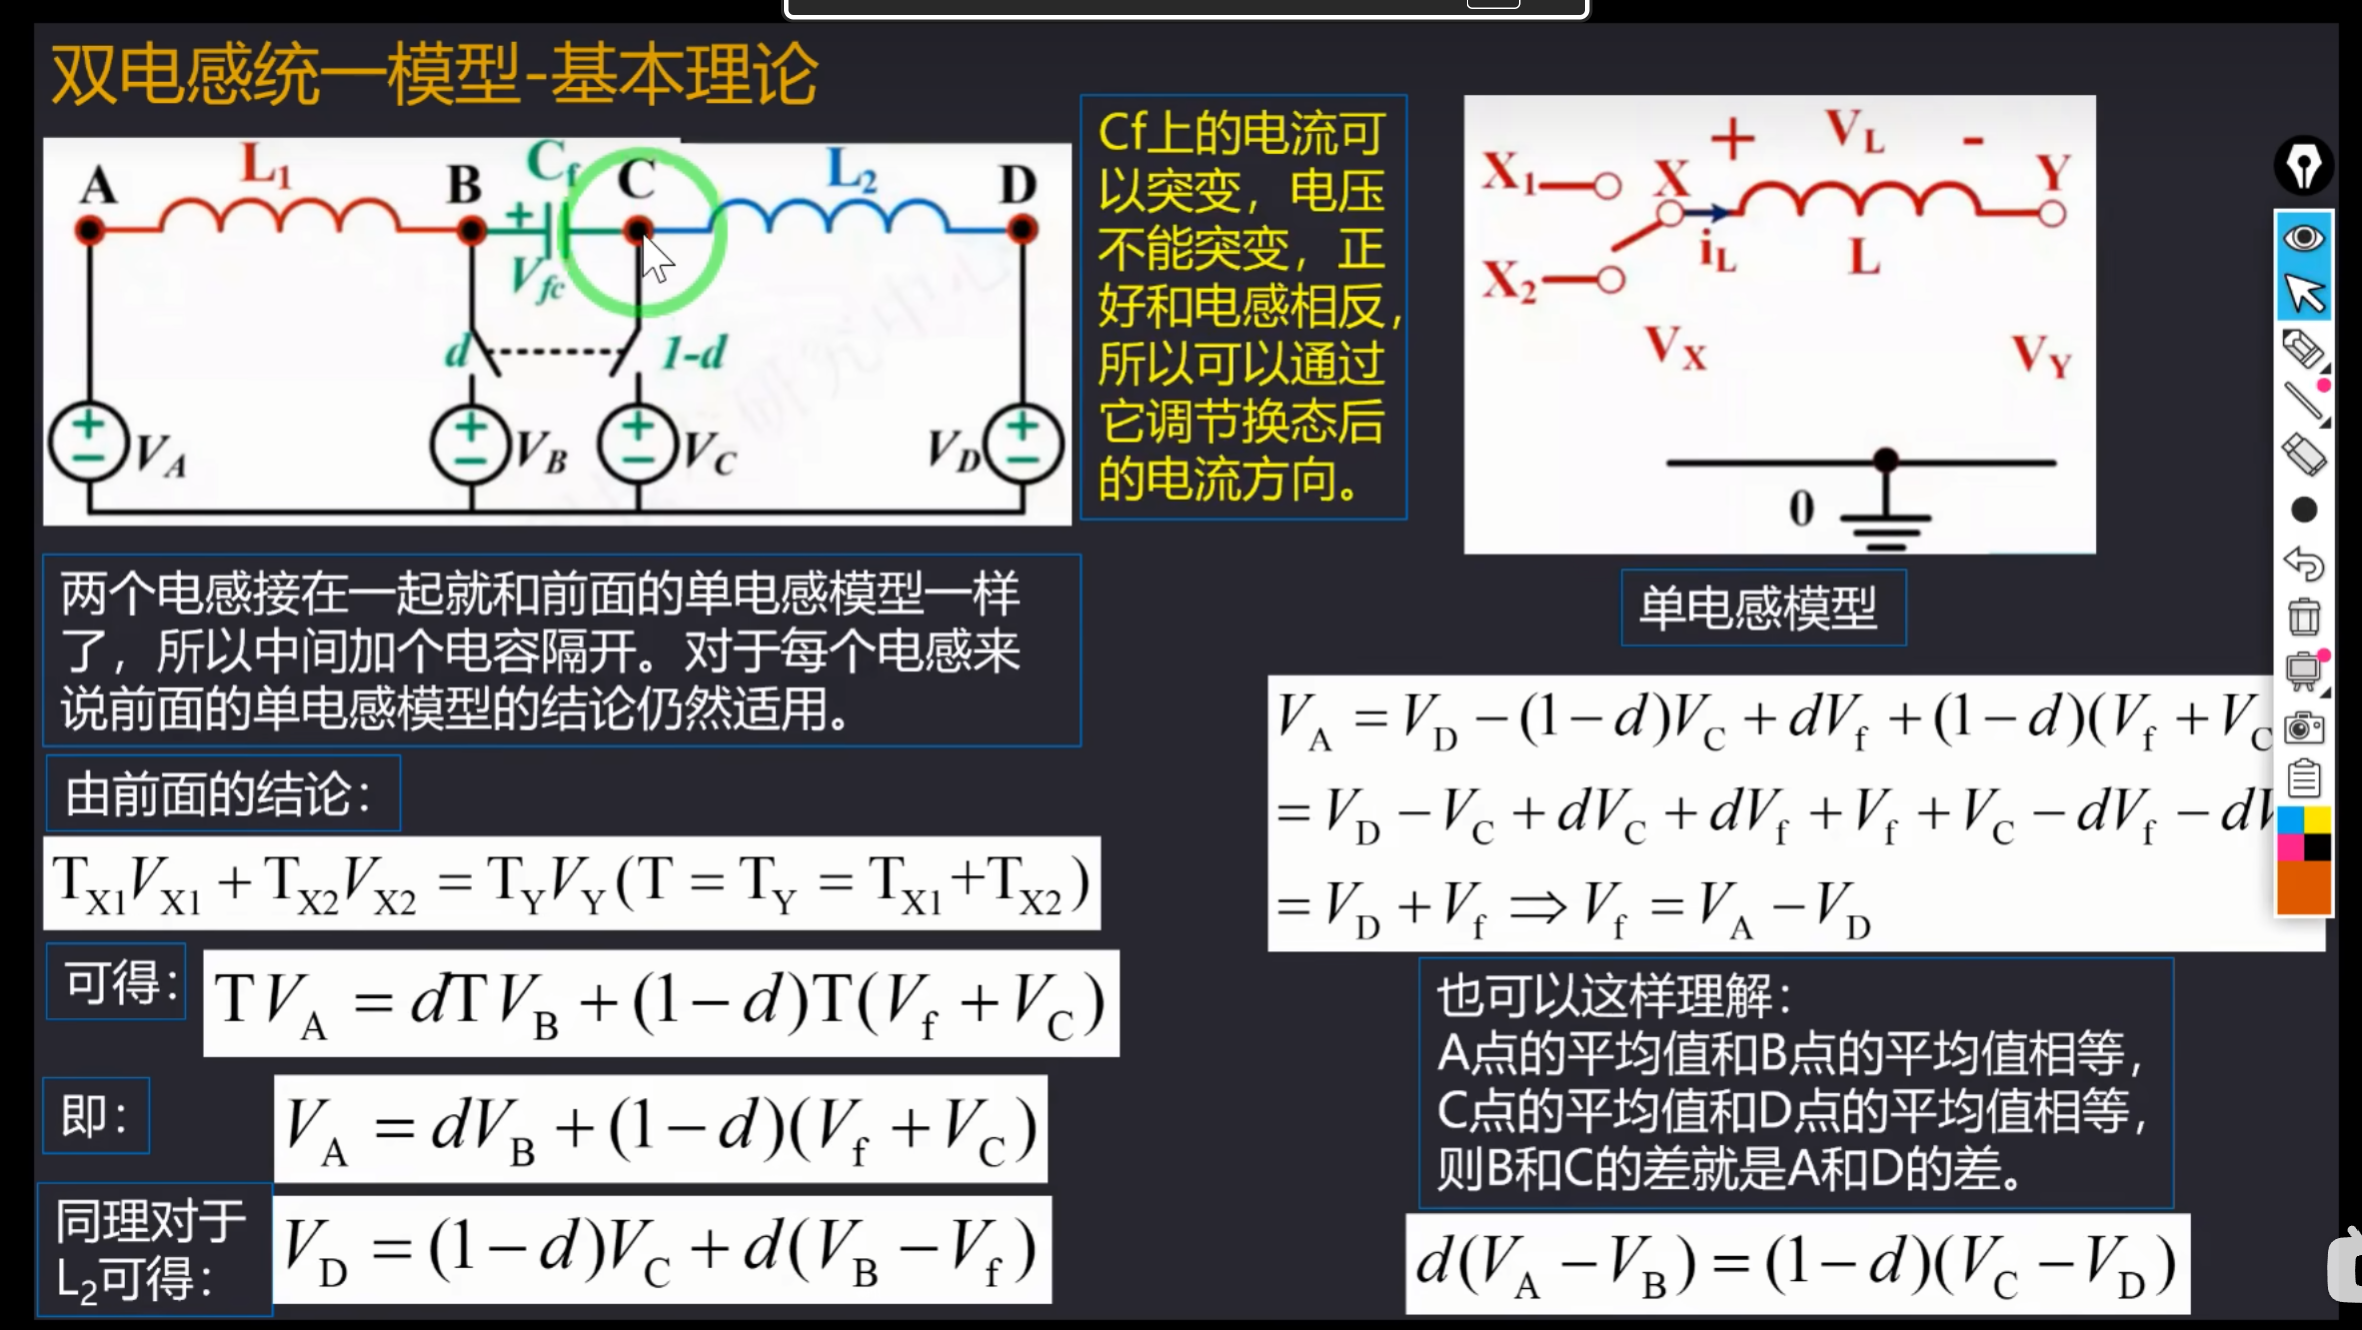 双电感统一模型-基本理论
A L₁ B Cf C L₂ D
+ Vfc
d 1-d
VA VB VC VD
Cf上的电流可
以突变，电压
不能突变，正
好和电感相反，
所以可以通过
它调节换态后
的电流方向。
X₁ X + VL - Y
X₂ iL L
VX VY
0
单电感模型
两个电感接在一起就和前面的单电感模型一样
了，所以中间加个电容隔开。对于每个电感来
说前面的单电感模型的结论仍然适用。
由前面的结论：
TX1VX1 + TX2VX2 = TYVY(T = TY = TX1+TX2)
可得：
TVA = dTVB + (1-d)T(Vf + VC)
即：
VA = dVB + (1-d)(Vf + VC)
同理对于
L₂可得：
VD = (1-d)VC + d(VB - Vf)
VA = VD - (1-d)VC + dVf + (1-d)(Vf + VC
= VD - VC + dVC + dVf + Vf + VC - dVf - d
= VD + Vf ⇒ Vf = VA - VD
也可以这样理解：
A点的平均值和B点的平均值相等，
C点的平均值和D点的平均值相等，
则B和C的差就是A和D的差。
d(VA - VB) = (1-d)(VC - VD)